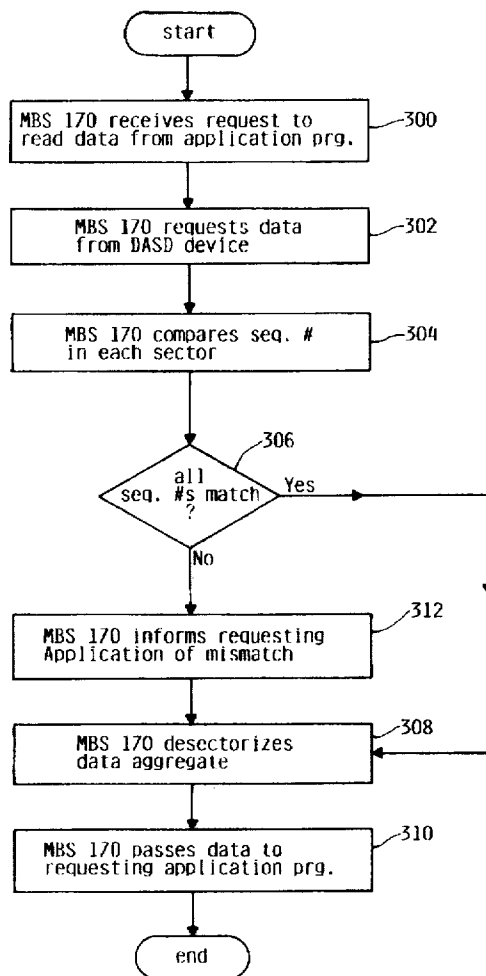 start
MBS 170 receives request to
read data from application prg.
300
MBS 170 requests data
from DASD device
302
MBS 170 compares seq. #
in each sector
304
306
all
seq. #s match
?
Yes
No
MBS 170 informs requesting
Application of mismatch
312
MBS 170 desectorizes
data aggregate
308
MBS 170 passes data to
requesting application prg.
310
end